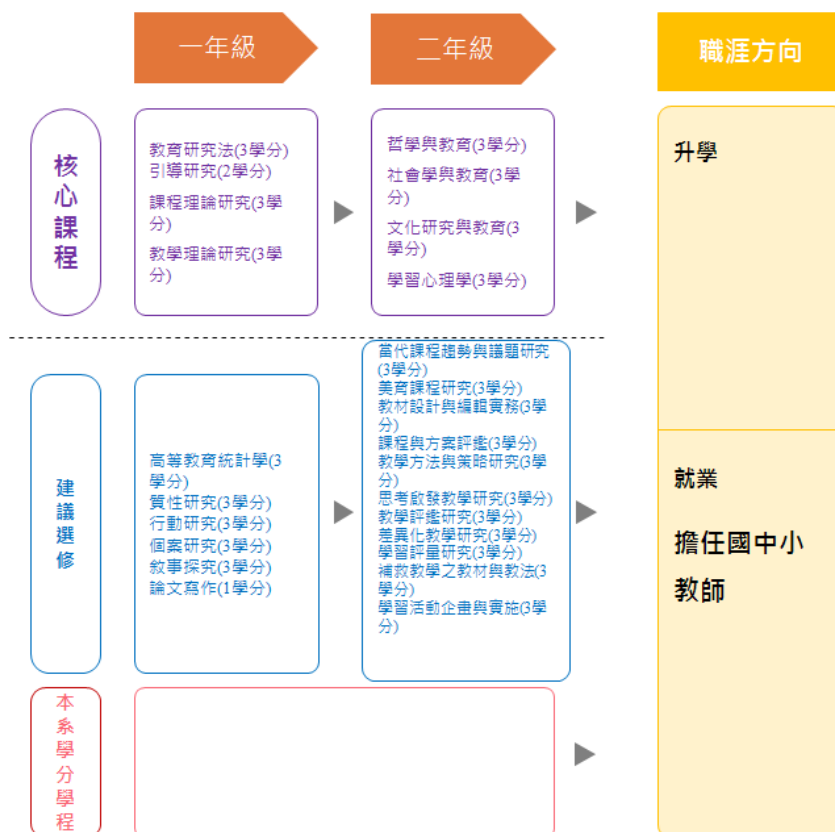 一年級
二年級
職涯方向
核心課程
教育研究法(3學分)
引導研究(2學分)
課程理論研究(3學
分)
教學理論研究(3學
分)
哲學與教育(3學分)
社會學與教育(3學
分)
文化研究與教育(3
學分)
學習心理學(3學分)
升學
建議選修
高等教育統計學(3
學分)
質性研究(3學分)
行動研究(3學分)
個案研究(3學分)
敘事探究(3學分)
論文寫作(1學分)
當代課程趨勢與議題研究
(3學分)
美育課程研究(3學分)
教材設計與編輯實務(3學
分)
課程與方案評鑑(3學分)
教學方法與策略研究(3學
分)
思考啟發教學研究(3學分)
教學評鑑研究(3學分)
差異化教學研究(3學分)
學習評量研究(3學分)
補救教學之教材與教法(3
學分)
學習活動企畫與實施(3學
分)
就業
擔任國中小
教師
本系學分學程